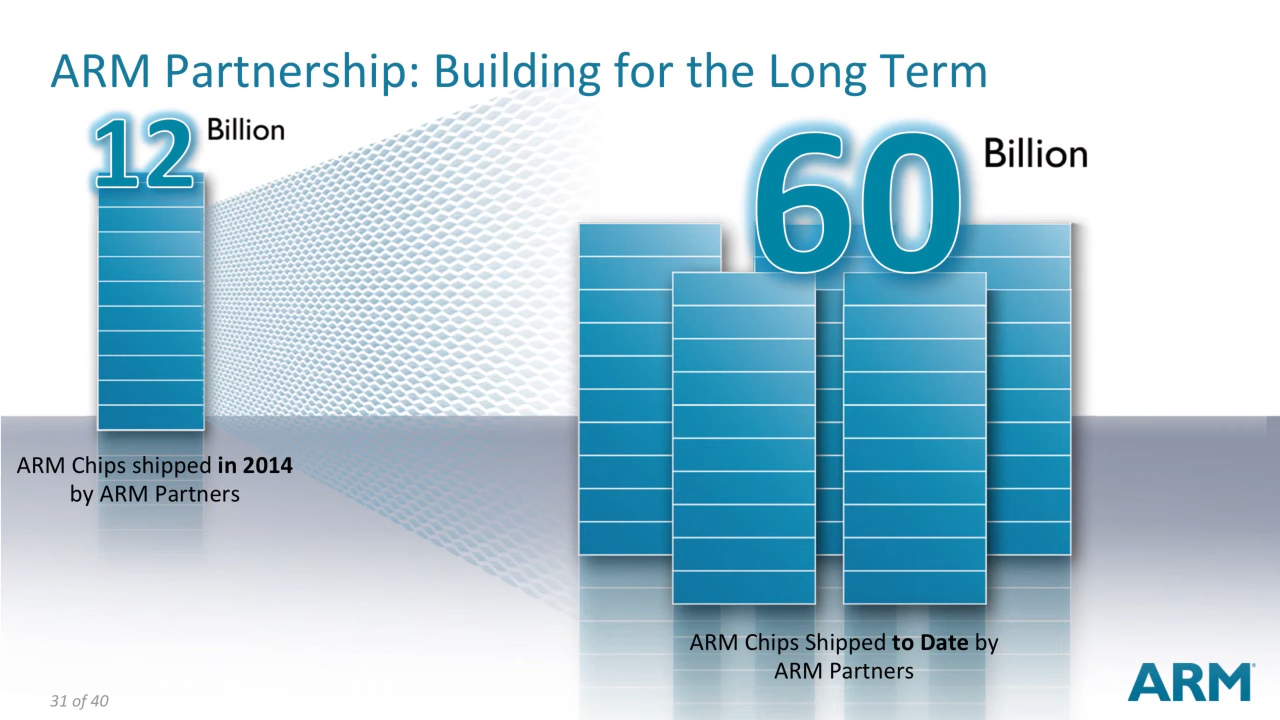 ARM Partnership: Building for the Long Term
12 Billion
60 Billion
ARM Chips shipped in 2014
by ARM Partners
ARM Chips Shipped to Date by
ARM Partners
31 of 40
ARM